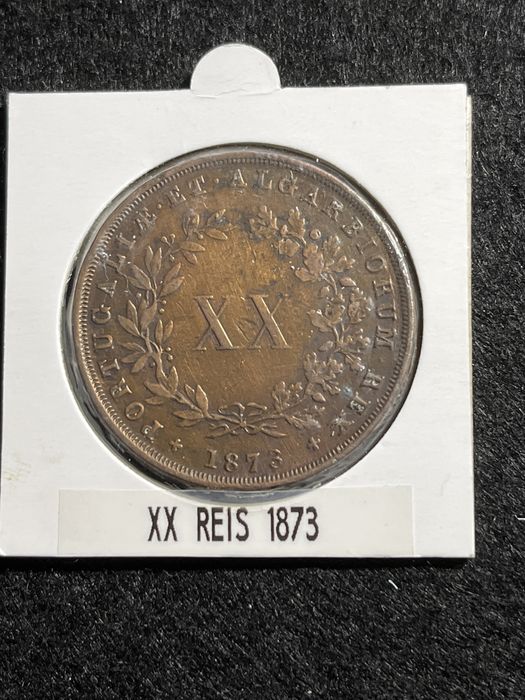 PORTUGALIÆ · ET · ALGARBIORUM REX
XX
1873
XX REIS 1873